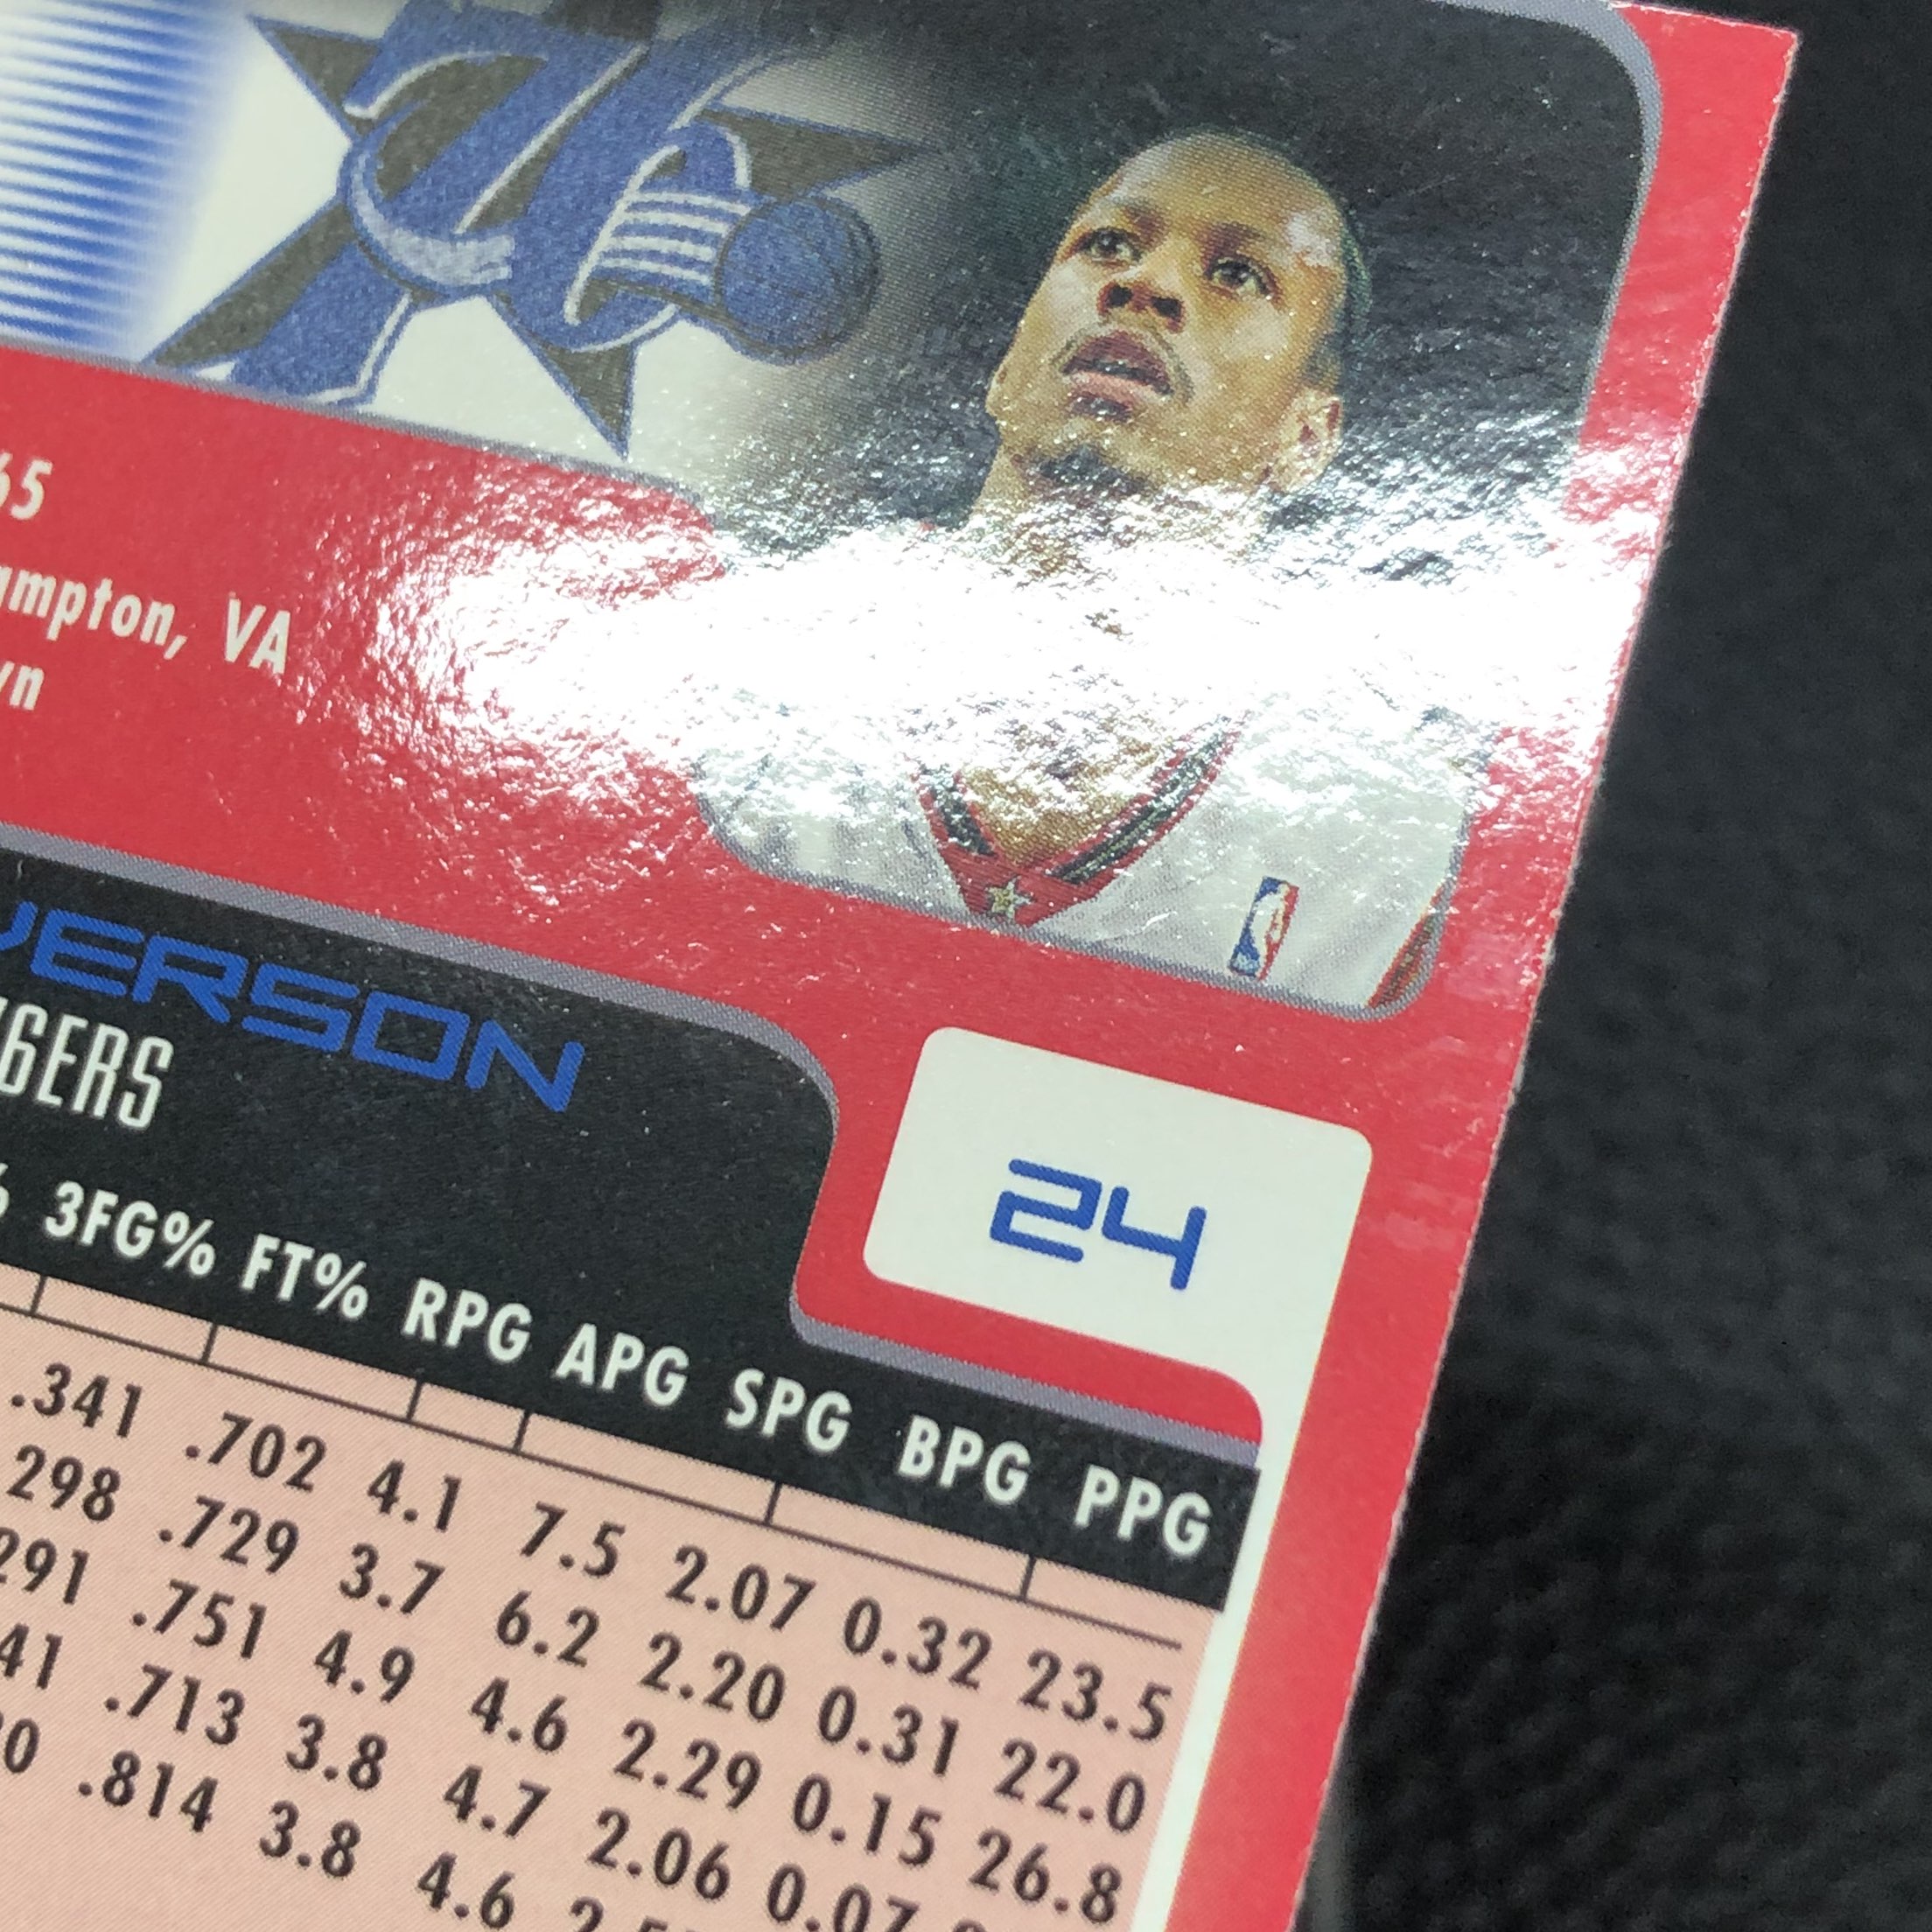 76
65
ampton, VA
wn
VERSON
24
6ERS
% 3FG% FT% RPG APG SPG BPG PPG
.341 .702 4.1 7.5 2.07 0.32 23.5
298 .729 3.7 6.2 2.20 0.31 22.0
291 .751 4.9 4.6 2.29 0.15 26.8
41 .713 3.8 4.7 2.06 0.07
0 .814 3.8 4.6